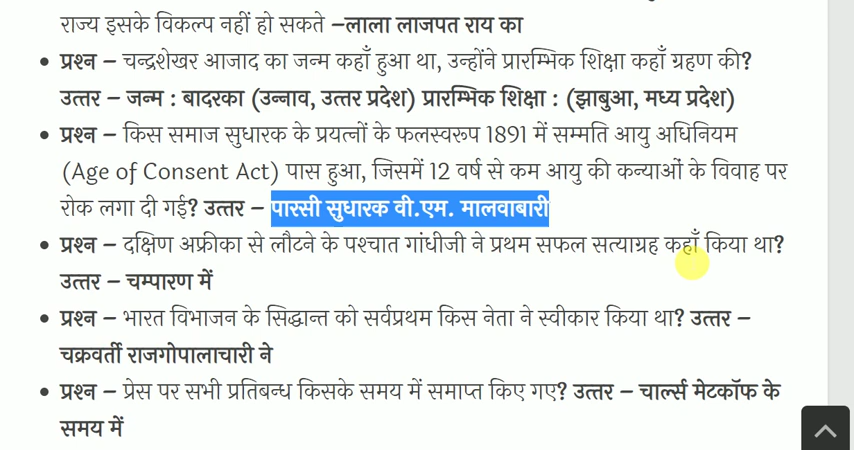 राज्य इसके विकल्प नहीं हो सकते –लाला लाजपत राय का
प्रश्न – चन्द्रशेखर आजाद का जन्म कहाँ हुआ था, उन्होंने प्रारम्भिक शिक्षा कहाँ ग्रहण की?
उत्तर – जन्म : बादरका (उन्नाव, उत्तर प्रदेश) प्रारम्भिक शिक्षा : (झाबुआ, मध्य प्रदेश)
प्रश्न – किस समाज सुधारक के प्रयत्नों के फलस्वरूप 1891 में सम्मति आयु अधिनियम
(Age of Consent Act) पास हुआ, जिसमें 12 वर्ष से कम आयु की कन्याओं के विवाह पर
रोक लगा दी गई? उत्तर – पारसी सुधारक वी.एम. मालवाबारी
प्रश्न – दक्षिण अफ्रीका से लौटने के पश्चात गांधीजी ने प्रथम सफल सत्याग्रह कहाँ किया था?
उत्तर – चम्पारण में
प्रश्न – भारत विभाजन के सिद्धान्त को सर्वप्रथम किस नेता ने स्वीकार किया था? उत्तर –
चक्रवर्ती राजगोपालाचारी ने
प्रश्न – प्रेस पर सभी प्रतिबन्ध किसके समय में समाप्त किए गए? उत्तर – चार्ल्स मेटकॉफ के
समय में